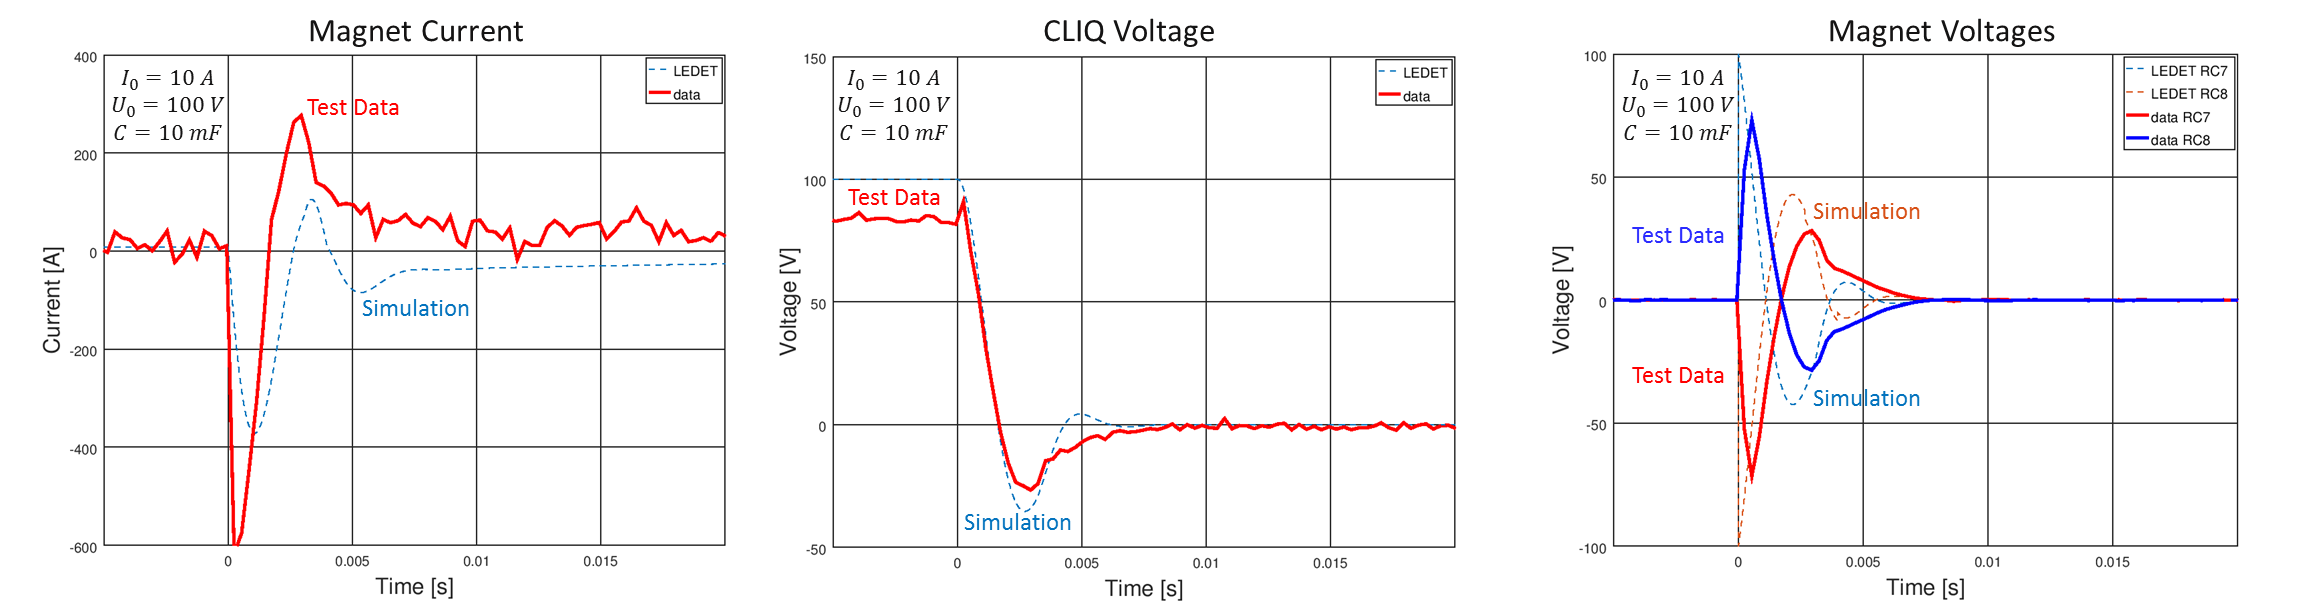 Magnet Current
I₀ = 10 A
U₀ = 100 V
C = 10 mF
LEDET
data
Test Data
Simulation
400
200
0
-200
-400
-600
Current [A]
0
0.005
0.01
0.015
Time [s]
CLIQ Voltage
I₀ = 10 A
U₀ = 100 V
C = 10 mF
LEDET
data
Test Data
Simulation
150
100
50
0
-50
Voltage [V]
0
0.005
0.01
0.015
Time [s]
Magnet Voltages
I₀ = 10 A
U₀ = 100 V
C = 10 mF
LEDET RC7
LEDET RC8
data RC7
data RC8
Simulation
Test Data
Test Data
Simulation
100
50
0
-50
-100
Voltage [V]
0
0.005
0.01
0.015
Time [s]